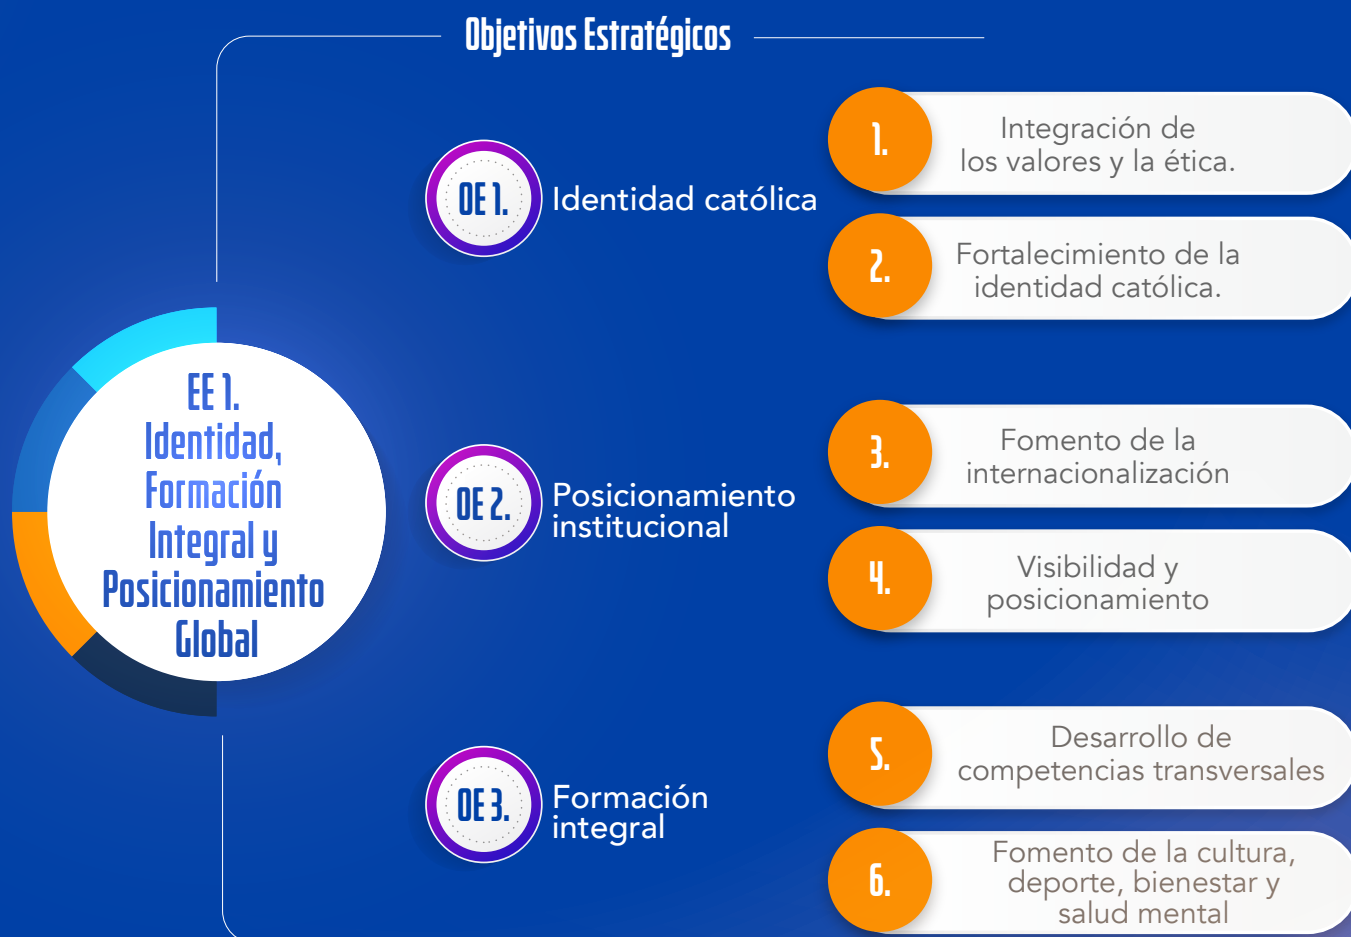 Objetivos Estratégicos
EE 1.
Identidad,
Formación
Integral y
Posicionamiento
Global
OE 1.
Identidad católica
1.
Integración de
los valores y la ética.
2.
Fortalecimiento de la
identidad católica.
OE 2.
Posicionamiento
institucional
3.
Fomento de la
internacionalización
4.
Visibilidad y
posicionamiento
OE 3.
Formación
integral
5.
Desarrollo de
competencias transversales
6.
Fomento de la cultura,
deporte, bienestar y
salud mental